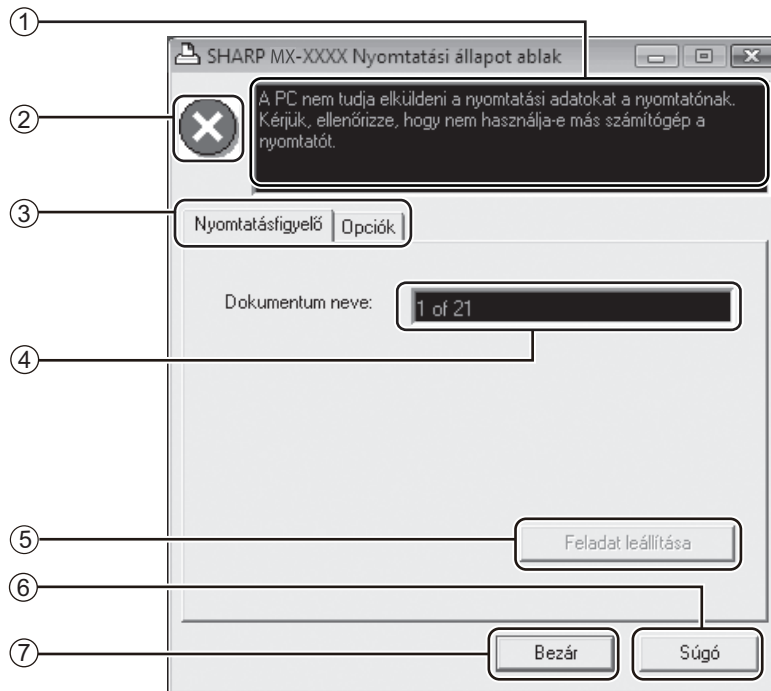 ①
SHARP MX-XXXX Nyomtatási állapot ablak
②
A PC nem tudja elküldeni a nyomtatási adatokat a nyomtatónak.
Kérjük, ellenőrizze, hogy nem használja-e más számítógép a
nyomtatót.
③
Nyomtatásfigyelő Opciók
Dokumentum neve: 1 of 21
④
⑤
Feladat leállítása
⑥
⑦
Bezár Súgó